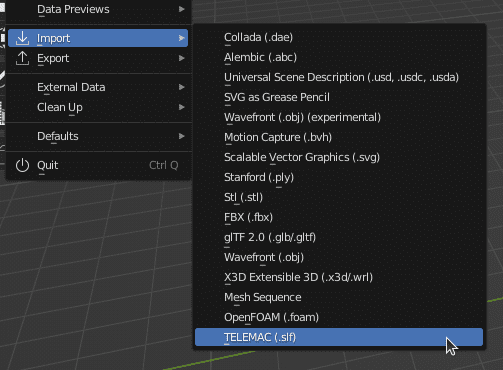 Data Previews
Import
Export
External Data
Clean Up
Defaults
Quit Ctrl Q
Collada (.dae)
Alembic (.abc)
Universal Scene Description (.usd, .usdc, .usda)
SVG as Grease Pencil
Wavefront (.obj) (experimental)
Motion Capture (.bvh)
Scalable Vector Graphics (.svg)
Stanford (.ply)
Stl (.stl)
FBX (.fbx)
glTF 2.0 (.glb/.gltf)
Wavefront (.obj)
X3D Extensible 3D (.x3d/.wrl)
Mesh Sequence
OpenFOAM (.foam)
TELEMAC (.slf)